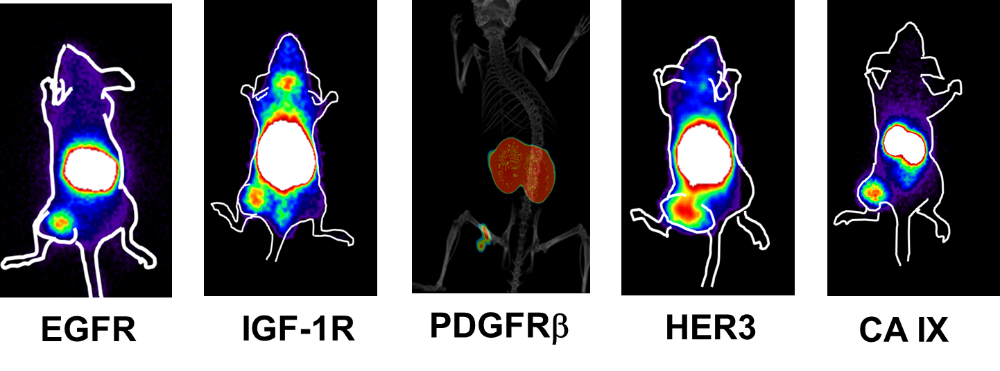 EGFR
IGF-1R
PDGFRβ
HER3
CA IX